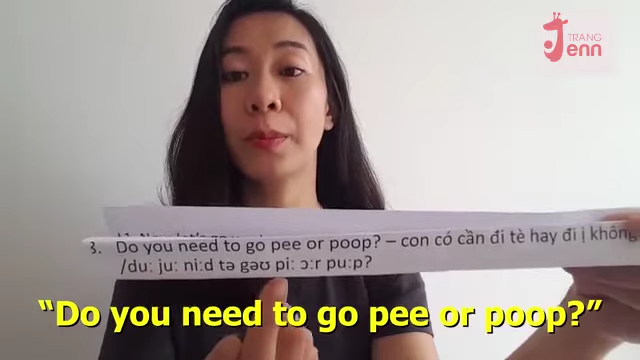 TRANG
Jenn
3. Do you need to go pee or poop? – con có cần đi tè hay đi ị không
/duː juː niːd tə gəʊ piː ɔːr puːp?
“Do you need to go pee or poop?”